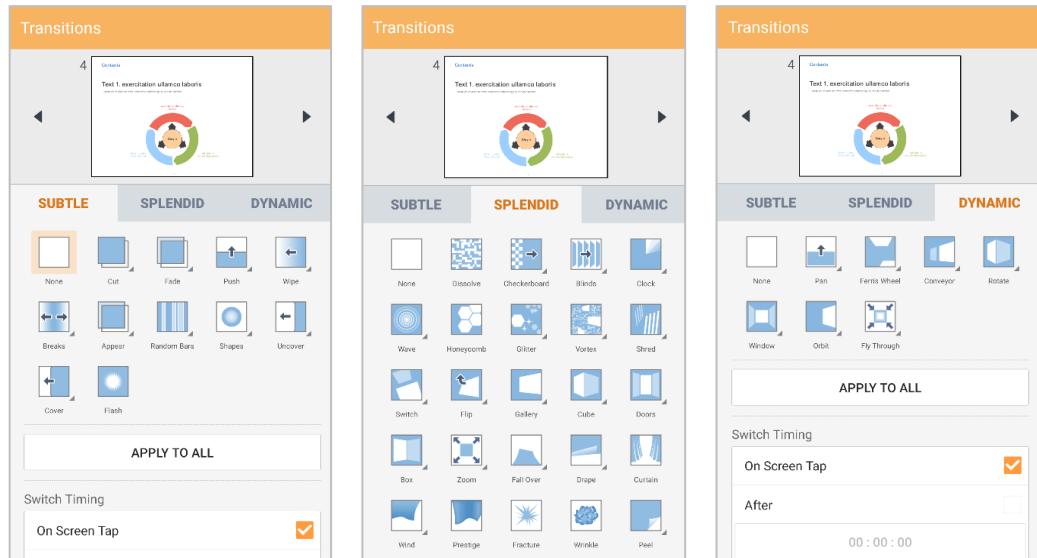 Transitions
4
Contents
Text 1. exercitation ullamco laboris
SUBTLE SPLENDID DYNAMIC
None Cut Fade Push Wipe
Breaks Appear Random Bars Shapes Uncover
Cover Flash
APPLY TO ALL
Switch Timing
On Screen Tap
Transitions
4
Contents
Text 1. exercitation ullamco laboris
SUBTLE SPLENDID DYNAMIC
None Dissolve Checkerboard Blinds Clock
Wave Honeycomb Glitter Vortex Shred
Switch Flip Gallery Cube Doors
Box Zoom Fall Over Drape Curtain
Wind Prestige Fracture Wrinkle Peel
Transitions
4
Contents
Text 1. exercitation ullamco laboris
SUBTLE SPLENDID DYNAMIC
None Pan Ferris Wheel Conveyor Rotate
Window Orbit Fly Through
APPLY TO ALL
Switch Timing
On Screen Tap
After
00 : 00 : 00